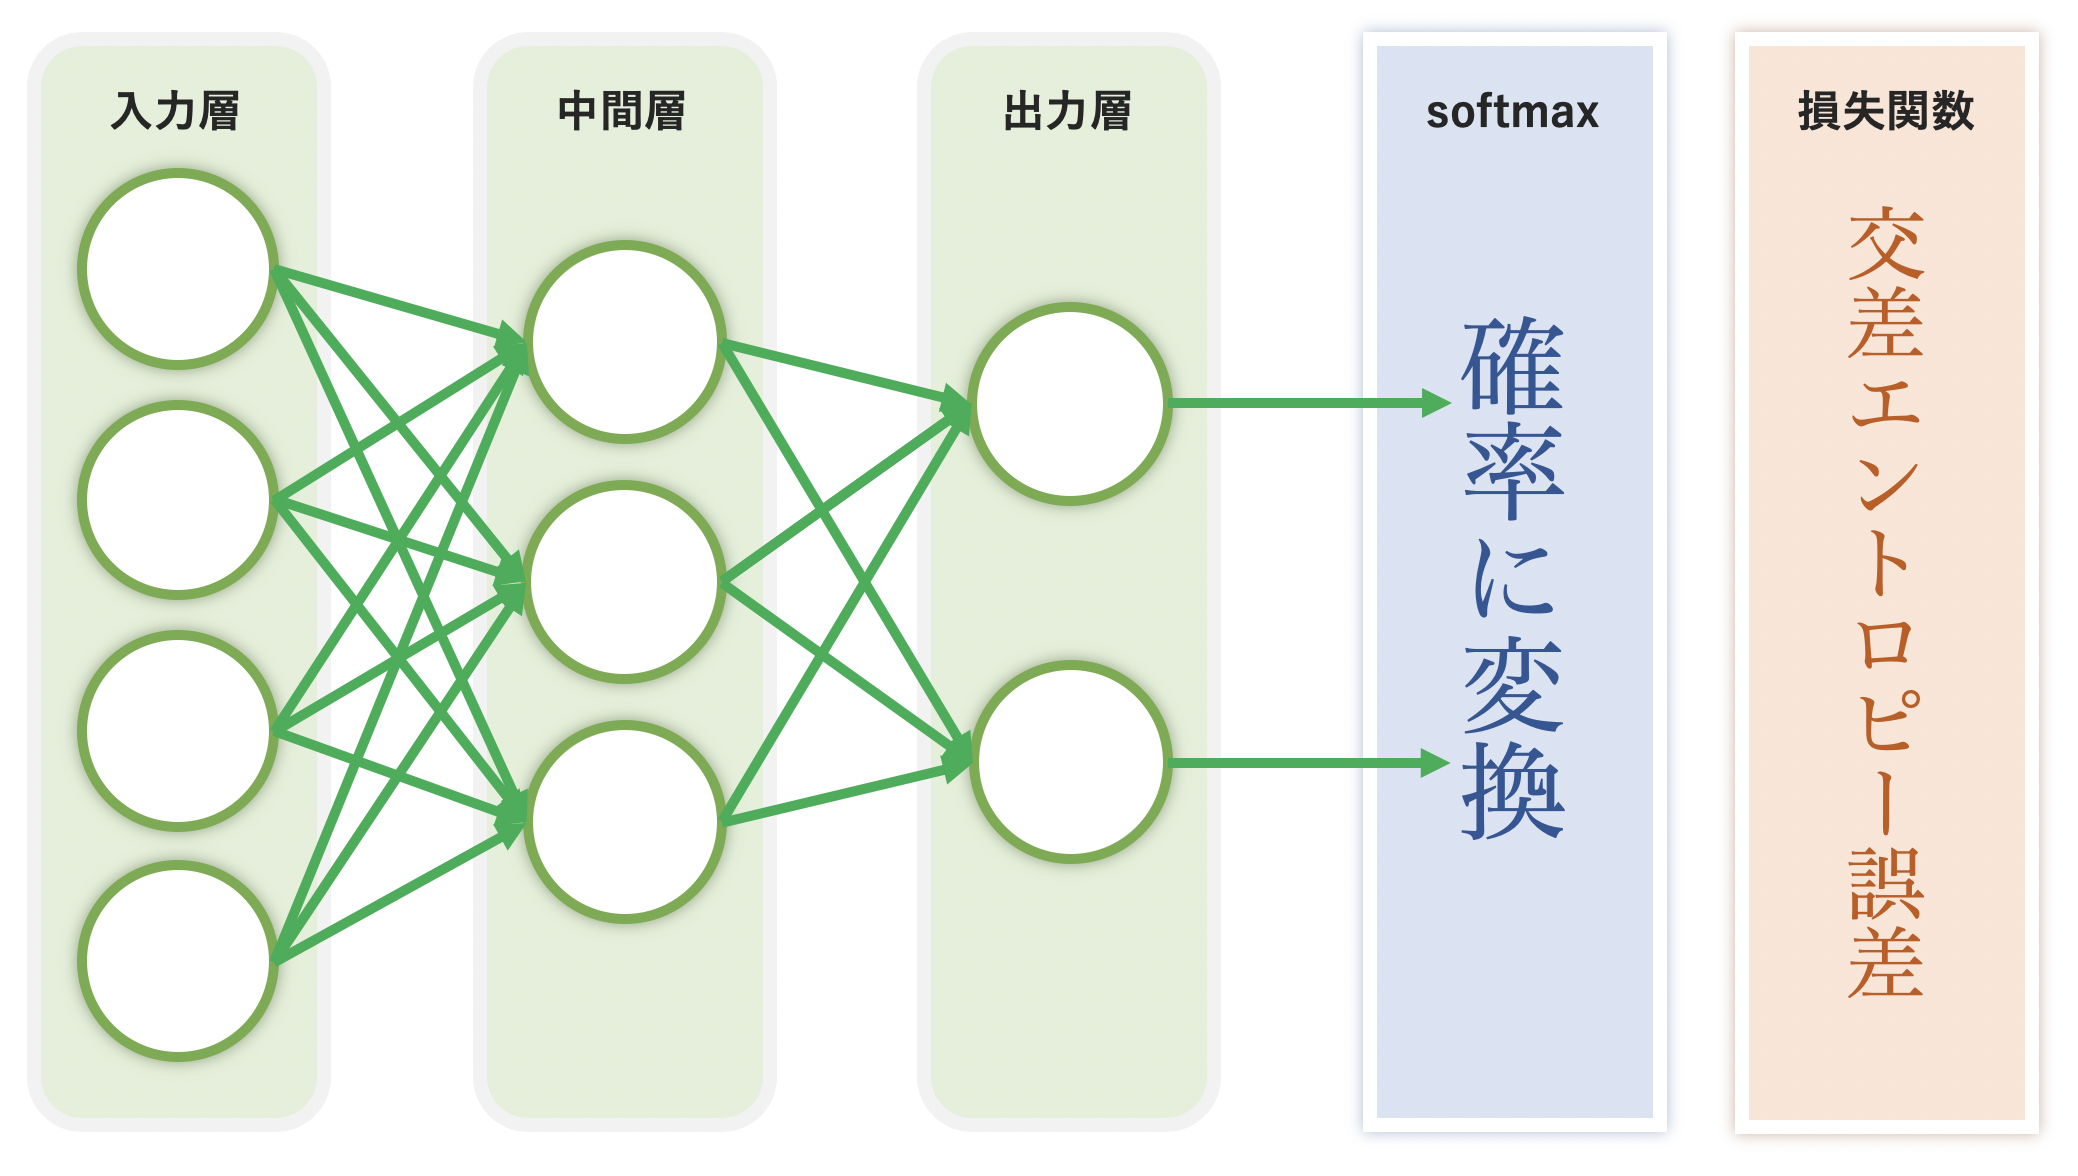 入力層
中間層
出力層
softmax
確率に変換
損失関数
交差エントロピー誤差